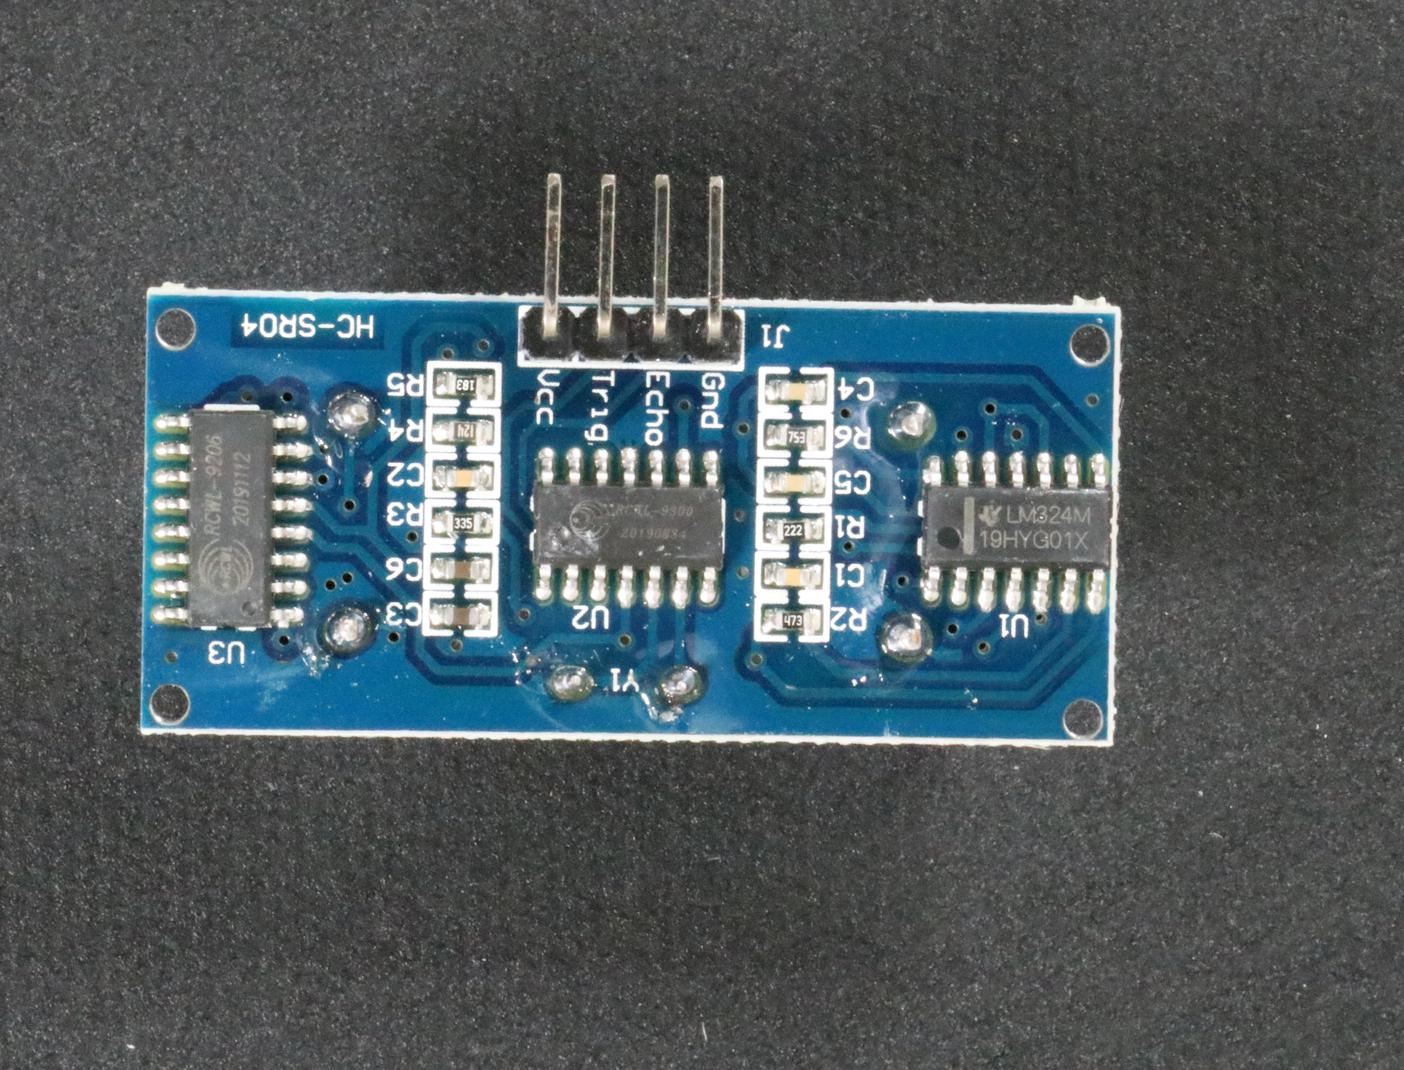 HC-SR04
J1
Vcc
Trig
Echo
Gnd
R5
183
R4
124
C2
R3
335
C6
C3
C4
R6
753
C5
R1
222
C1
R2
473
RCWL-9206
20191112
U3
RCWL-9300
U2
LM324M
19HYG01X
U1
Y1